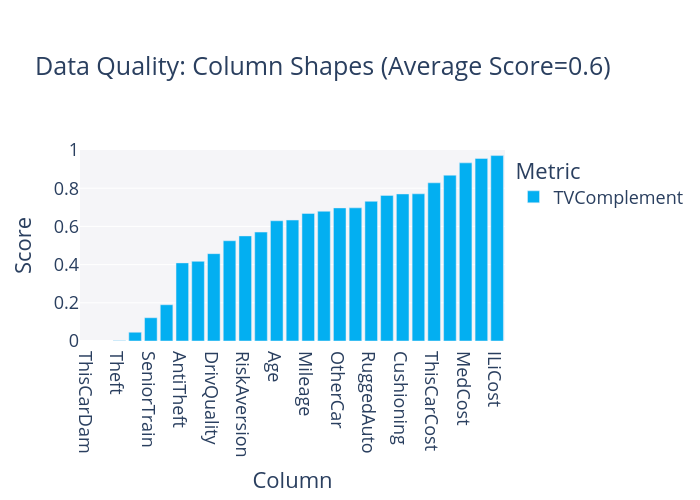 Data Quality: Column Shapes (Average Score=0.6)
1
0.8
0.6
0.4
0.2
0
Score
Metric
TVComplement
ThisCarDam
Theft
SeniorTrain
AntiTheft
DrivQuality
RiskAversion
Age
Mileage
OtherCar
RuggedAuto
Cushioning
ThisCarCost
MedCost
ILiCost
Column